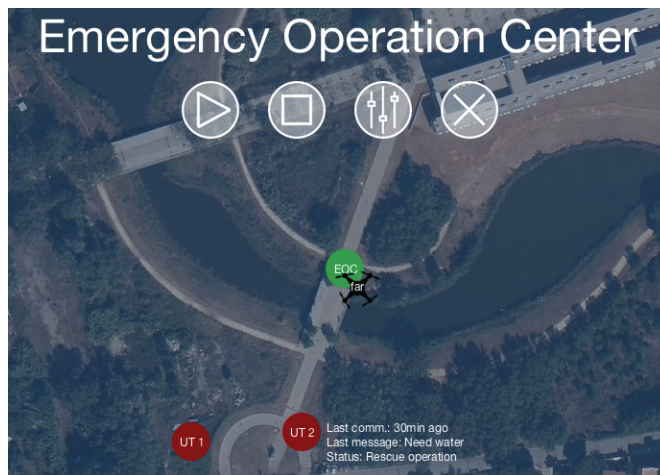 Emergency Operation Center
EOC
far
UT 1
UT 2
Last comm.: 30min ago
Last message: Need water
Status: Rescue operation